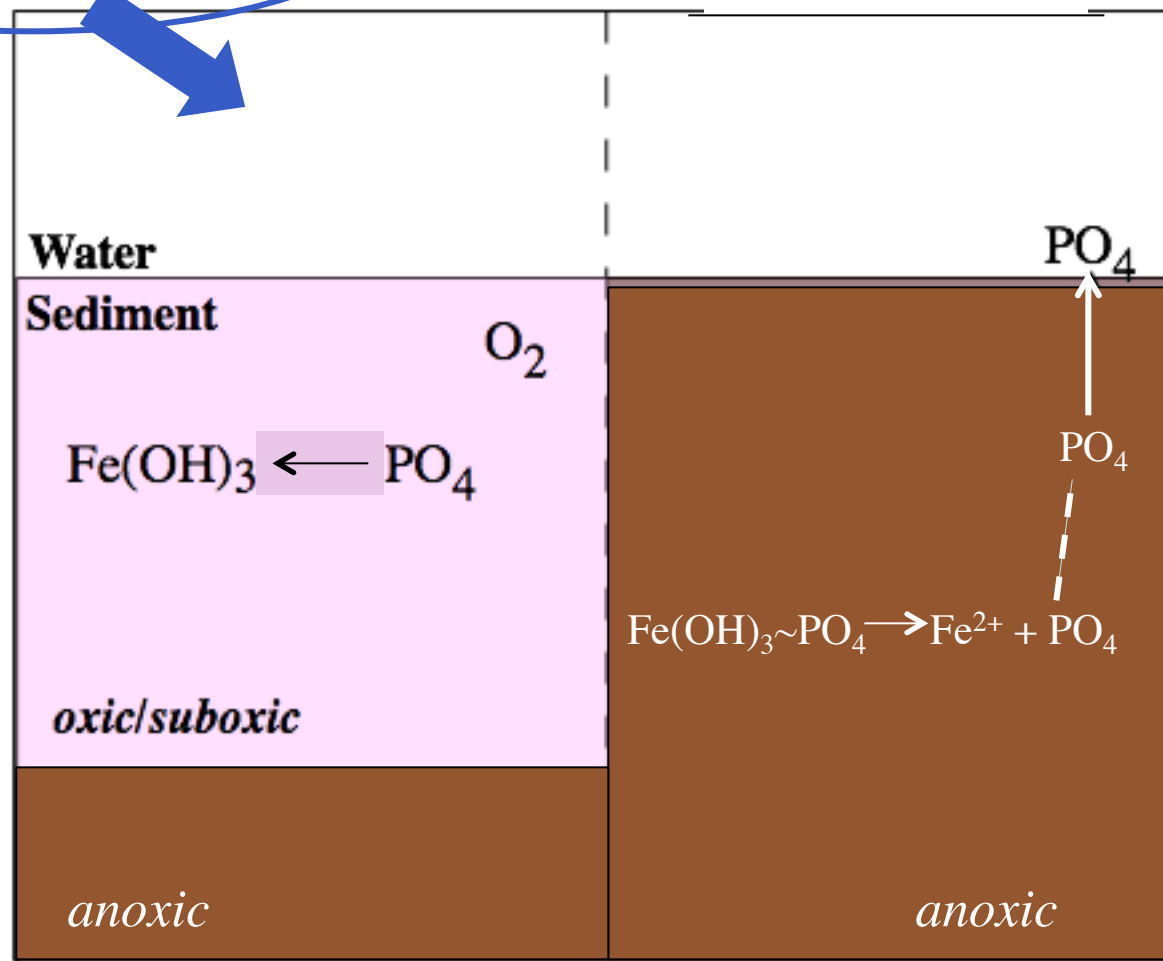 Water
Sediment
O₂
Fe(OH)₃ ← PO₄
oxic/suboxic
anoxic
PO₄
PO₄
Fe(OH)₃~PO₄→Fe²⁺ + PO₄
anoxic